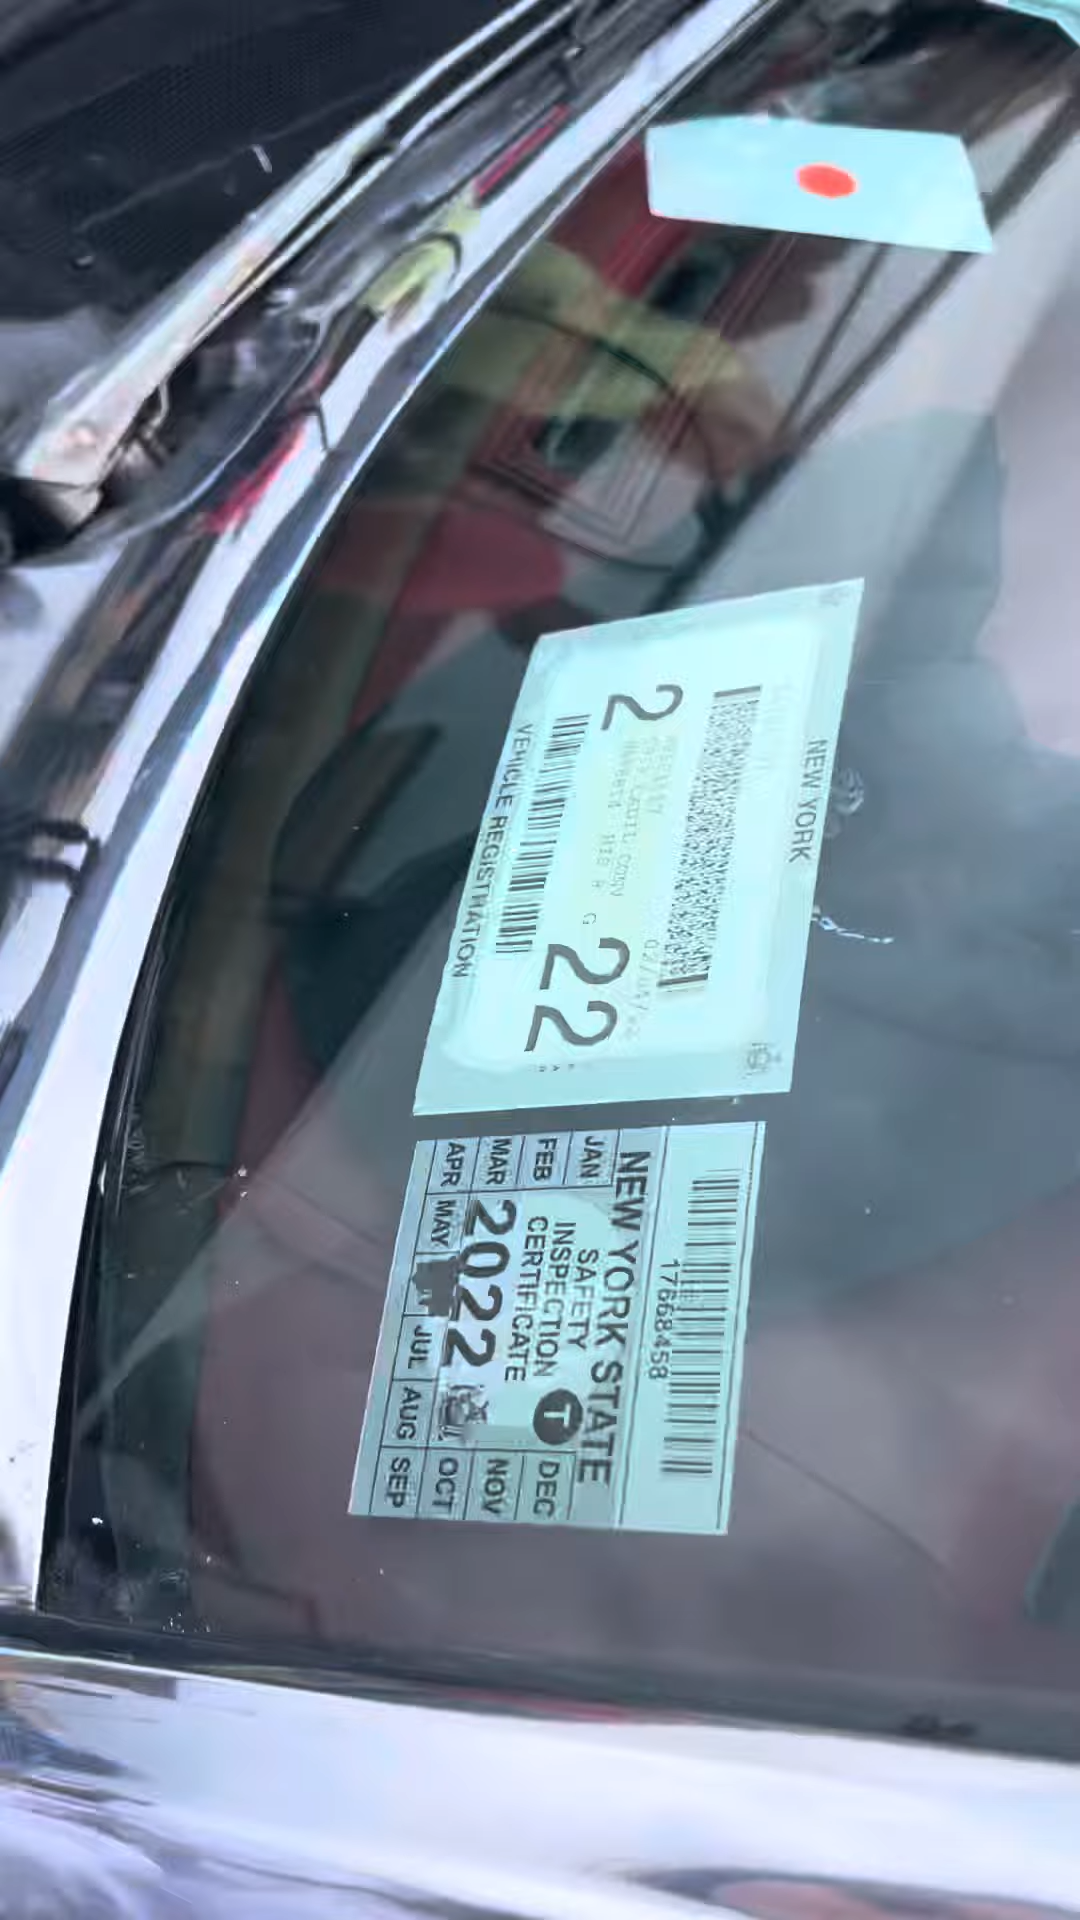 NEW YORK
2 22
VEHICLE REGISTRATION
17668458
NEW YORK STATE
SAFETY
INSPECTION
CERTIFICATE
T
2022
JAN
FEB
MAR
APR
MAY
JUL
AUG
SEP
OCT
NOV
DEC